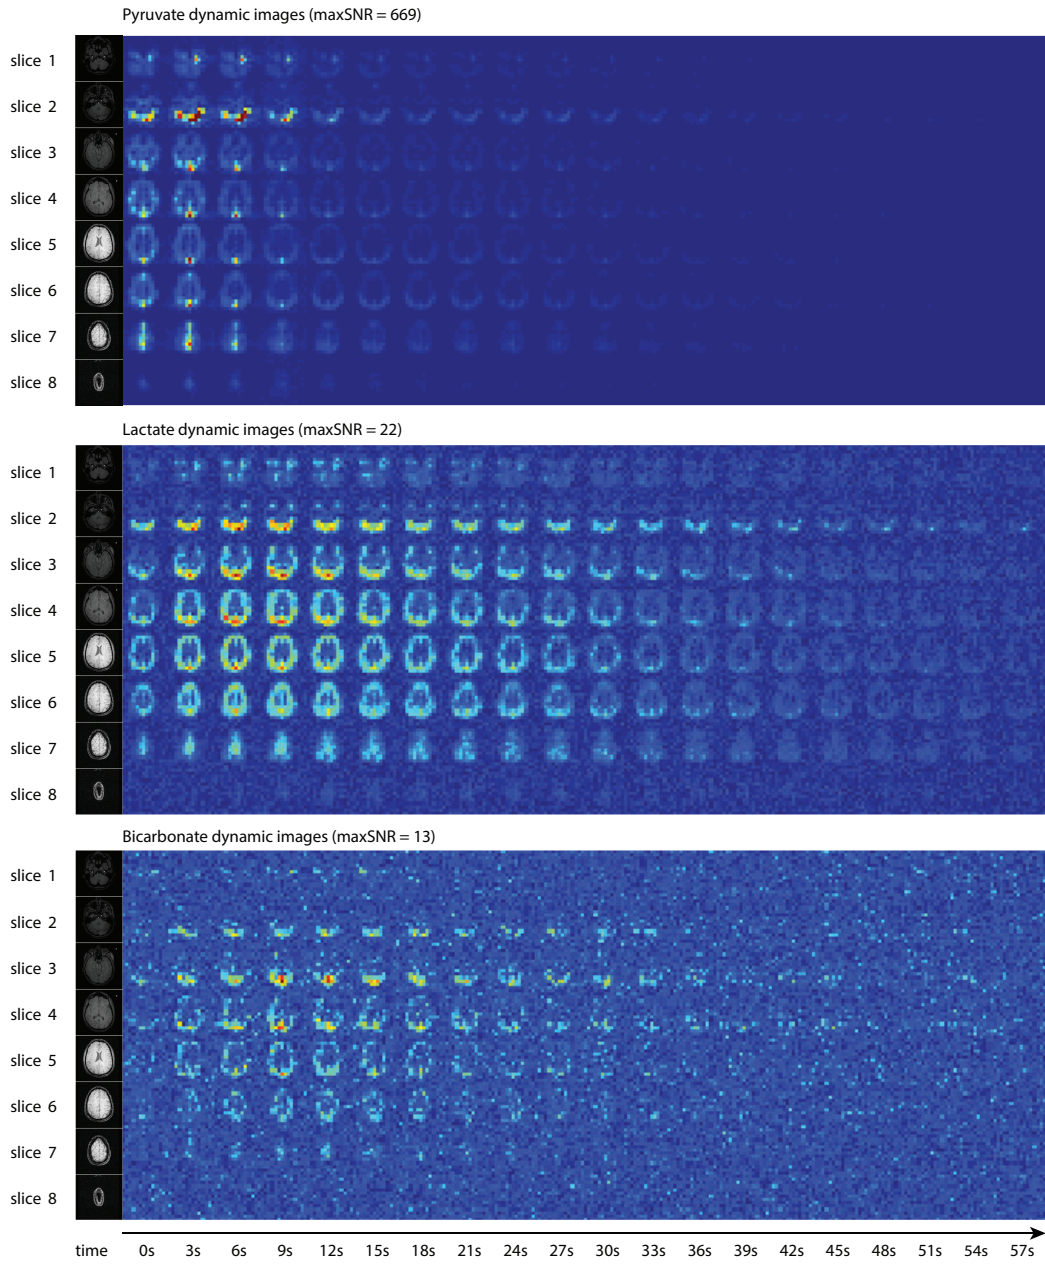 Pyruvate dynamic images (maxSNR = 669)
slice 1
slice 2
slice 3
slice 4
slice 5
slice 6
slice 7
slice 8
Lactate dynamic images (maxSNR = 22)
slice 1
slice 2
slice 3
slice 4
slice 5
slice 6
slice 7
slice 8
Bicarbonate dynamic images (maxSNR = 13)
slice 1
slice 2
slice 3
slice 4
slice 5
slice 6
slice 7
slice 8
time 0s 3s 6s 9s 12s 15s 18s 21s 24s 27s 30s 33s 36s 39s 42s 45s 48s 51s 54s 57s